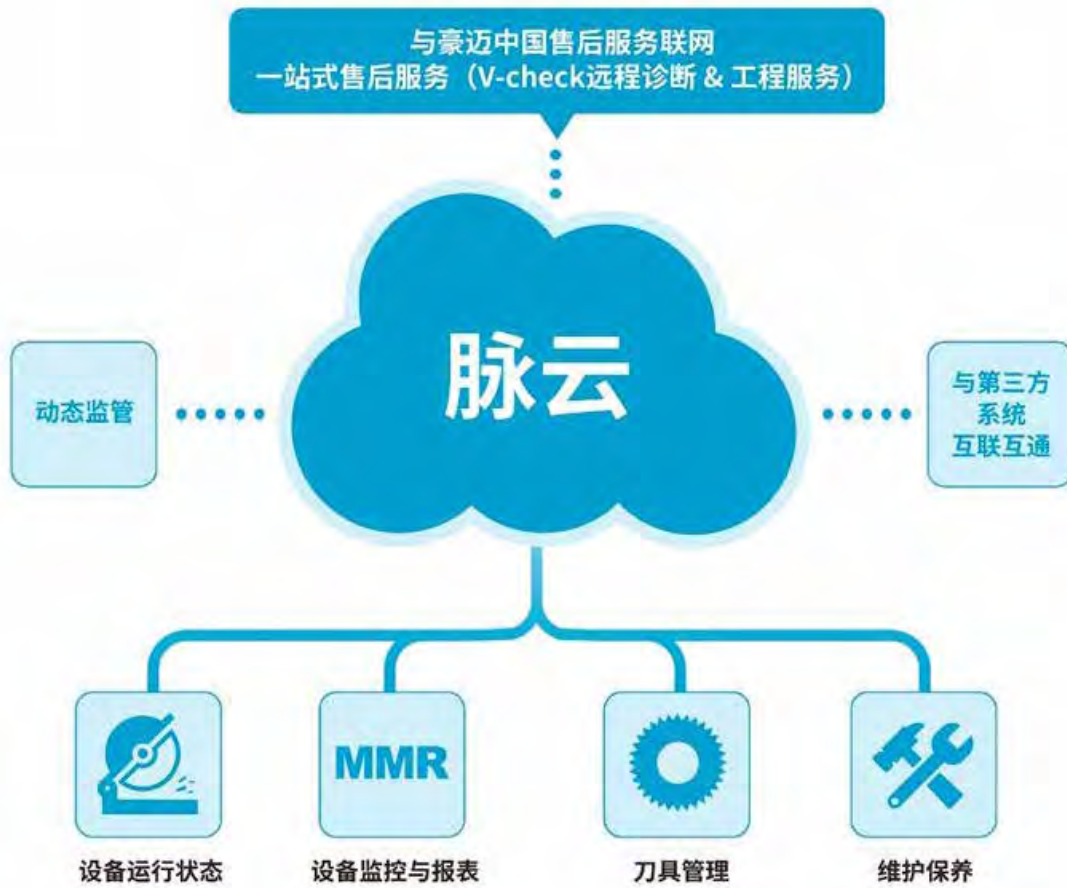 与豪迈中国售后服务联网
一站式售后服务（V-check远程诊断 & 工程服务）
脉云
动态监管
与第三方
系统
互联互通
MMR
设备运行状态
设备监控与报表
刀具管理
维护保养